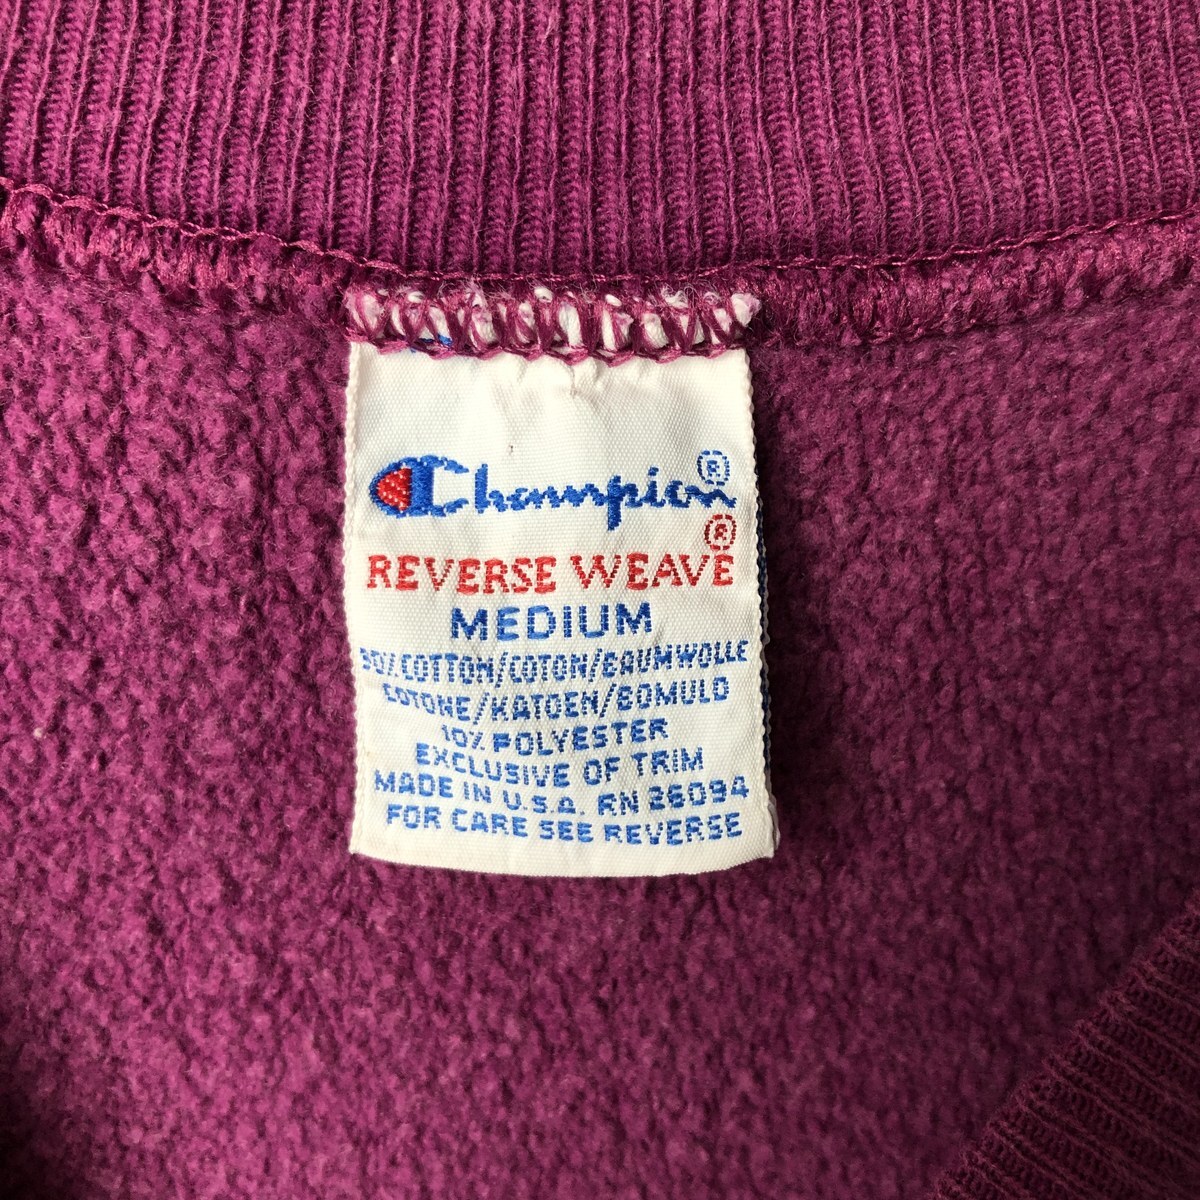 Champion®
REVERSE WEAVE®
MEDIUM
90% COTTON/COTON/BAUMWOLLE
COTONE/KATOEN/BOMULD
10% POLYESTER
EXCLUSIVE OF TRIM
MADE IN U.S.A. RN 26094
FOR CARE SEE REVERSE